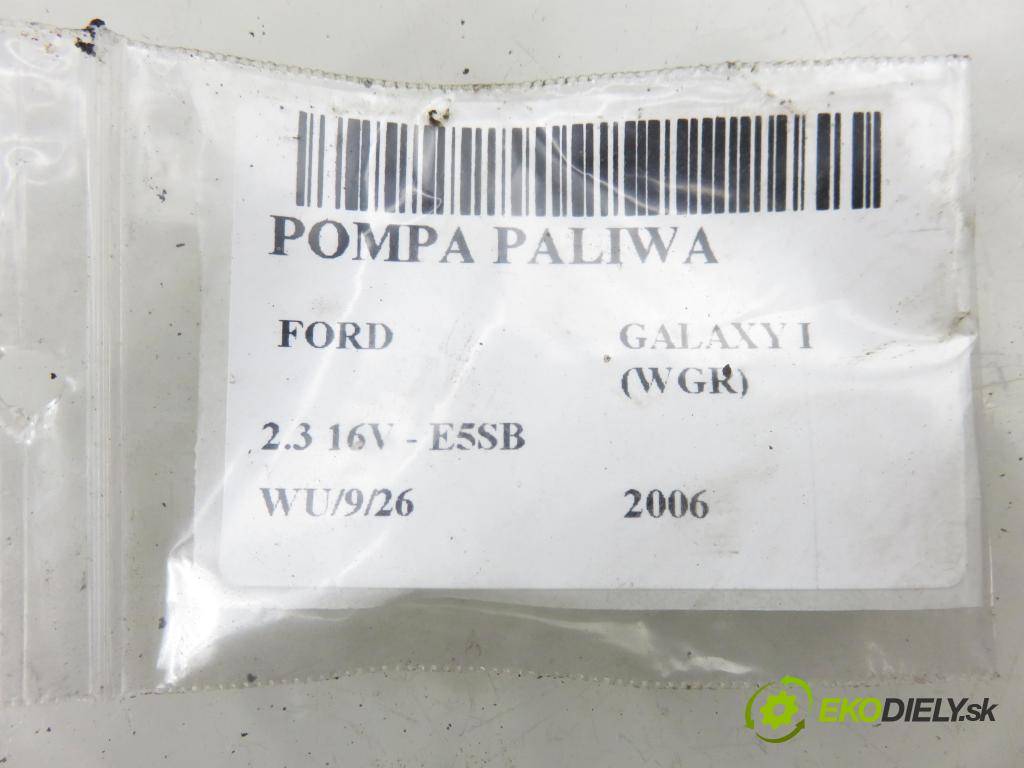 POMPA PALIWA
FORD GALAXY I
(WGR)
2.3 16V - E5SB
WU/9/26 2006
EKODIELY.sk